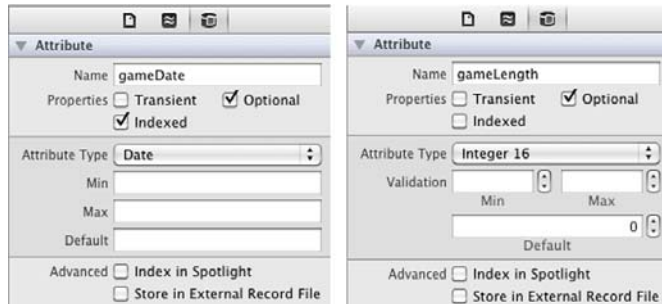 Attribute
Name gameDate
Properties Transient Optional
Indexed
Attribute Type Date
Min
Max
Default
Advanced Index in Spotlight
Store in External Record File
Attribute
Name gameLength
Properties Transient Optional
Indexed
Attribute Type Integer 16
Validation
Min Max
0
Default
Advanced Index in Spotlight
Store in External Record File